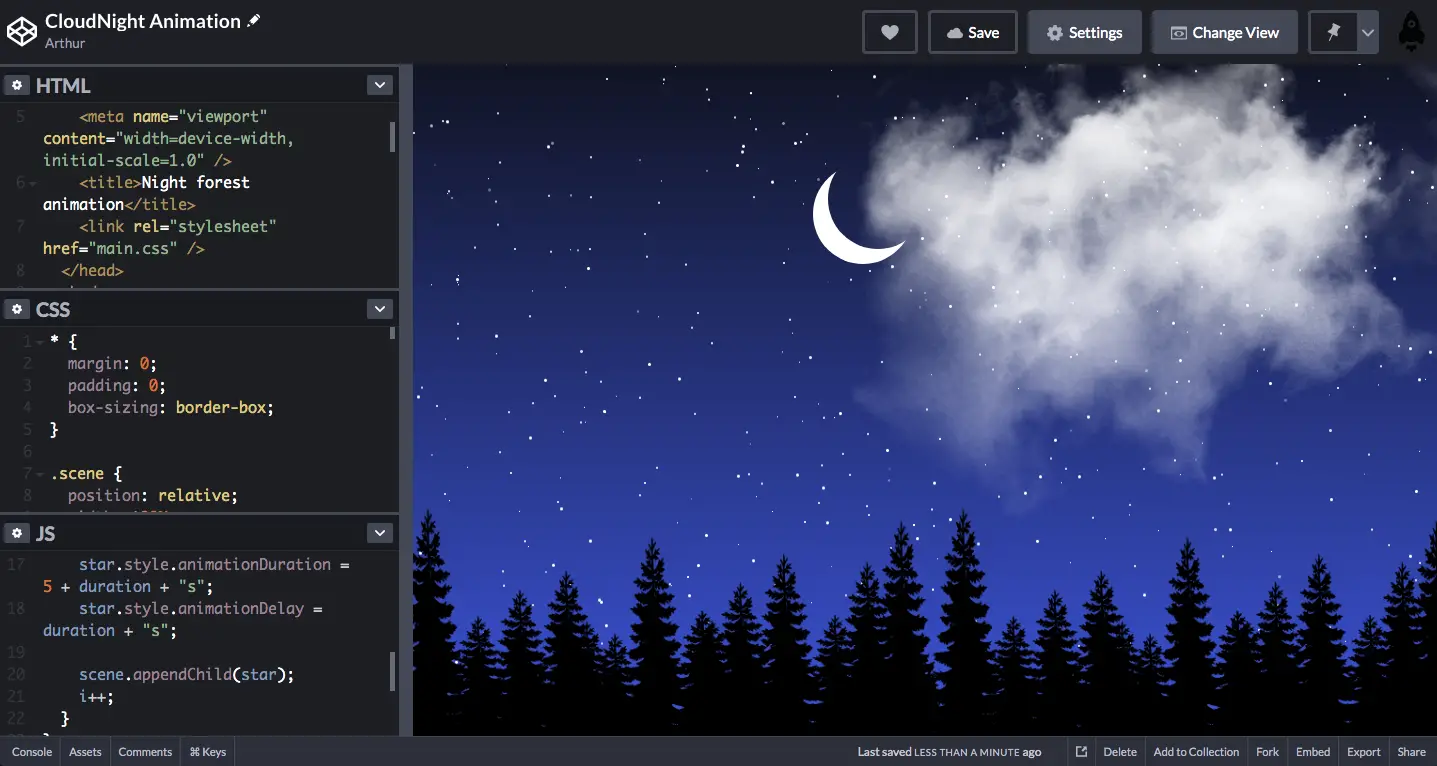 CloudNight Animation
Arthur
Save
Settings
Change View
HTML
5 <meta name="viewport"
content="width=device-width,
initial-scale=1.0" />
6 <title>Night forest
animation</title>
7 <link rel="stylesheet"
href="main.css" />
8 </head>
CSS
1 * {
2 margin: 0;
3 padding: 0;
4 box-sizing: border-box;
5 }
6
7 .scene {
8 position: relative;
JS
17 star.style.animationDuration =
5 + duration + "s";
18 star.style.animationDelay =
duration + "s";
19
20 scene.appendChild(star);
21 i++;
22 }
Console Assets Comments ⌘ Keys Last saved LESS THAN A MINUTE ago Delete Add to Collection Fork Embed Export Share